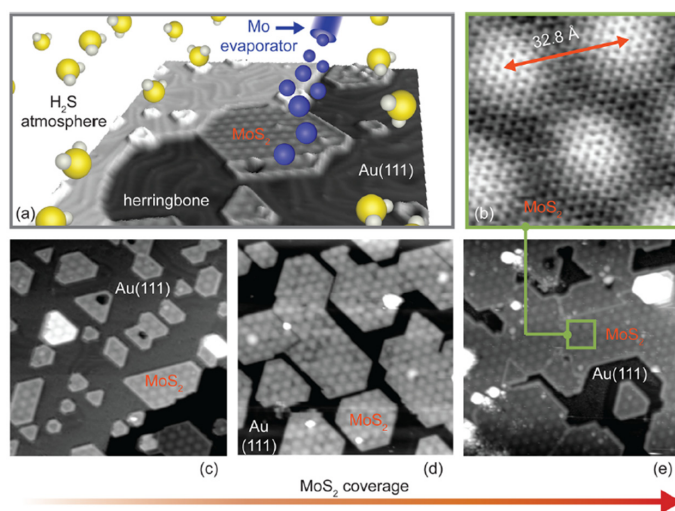 Mo
evaporator
H₂S
atmosphere
MoS₂
Au(111)
herringbone
(a)
32.8 Å
MoS₂
(b)
Au(111)
MoS₂
(c)
Au
(111)
MoS₂
(d)
MoS₂
Au(111)
(e)
MoS₂ coverage